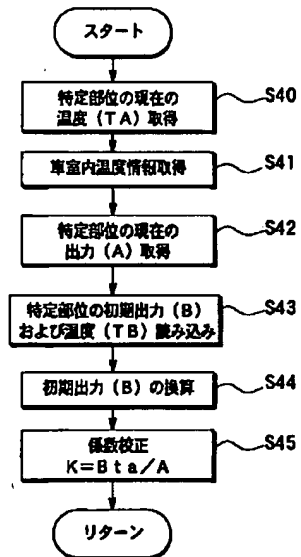 スタート
特定部位の現在の
温度（TA）取得
S40
車室内温度情報取得
S41
特定部位の現在の
出力（A）取得
S42
特定部位の初期出力（B）
および温度（TB）読み込み
S43
初期出力（B）の換算
S44
係数校正
K＝Bta／A
S45
リターン